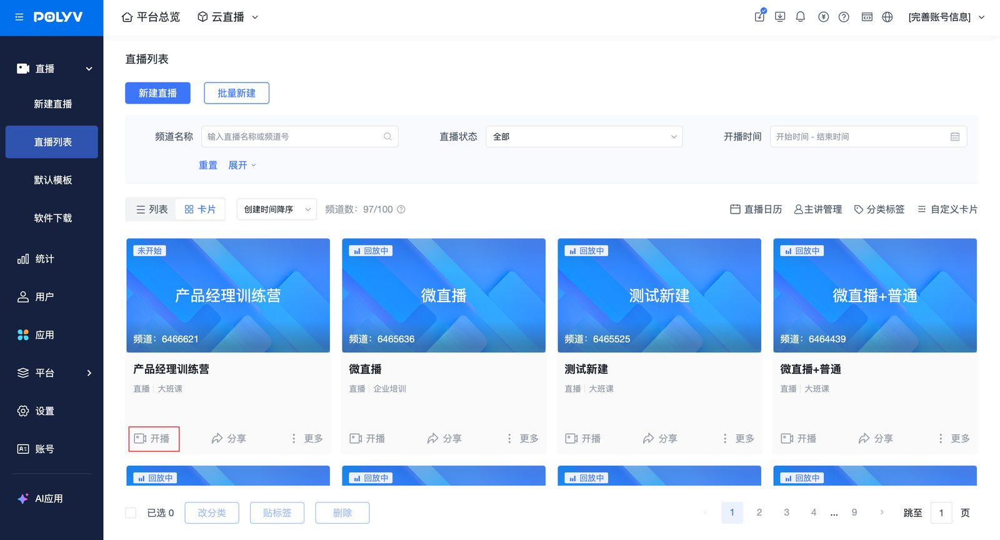 POLYV
平台总览
云直播
[完善账号信息]
直播
新建直播
直播列表
默认模板
软件下载
统计
用户
应用
平台
设置
账号
AI应用
直播列表
新建直播
批量新建
频道名称
输入直播名称或频道号
直播状态
全部
开播时间
开始时间 - 结束时间
重置
展开
列表
卡片
创建时间降序
频道数：97/100
直播日历
主讲管理
分类标签
自定义卡片
未开始
产品经理训练营
频道：6466621
产品经理训练营
直播 | 大班课
开播
分享
更多
回放中
微直播
频道：6465636
微直播
直播 | 企业培训
开播
分享
更多
回放中
测试新建
频道：6465525
测试新建
直播 | 大班课
开播
分享
更多
回放中
微直播+普通
频道：6464439
微直播+普通
直播 | 大班课
开播
分享
更多
回放中
回放中
回放中
回放中
已选 0
改分类
贴标签
删除
1
2
3
4
...
9
跳至
1
页